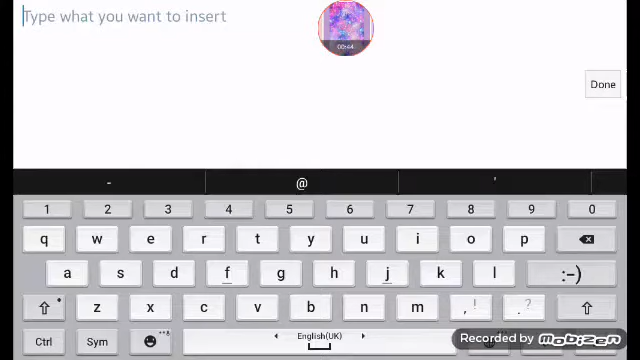 Type what you want to insert
00:44
Done
- @ '
1 2 3 4 5 6 7 8 9 0
q w e r t y u i o p
a s d f g h j k l :-)
z x c v b n m , ! . ?
Ctrl Sym English(UK)
Recorded by mobizen